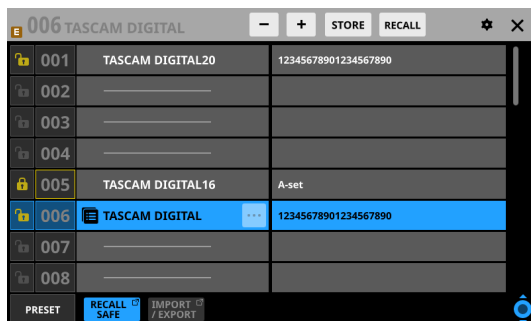 E 006 TASCAM DIGITAL − + STORE RECALL
001 TASCAM DIGITAL20 12345678901234567890
002
003
004
005 TASCAM DIGITAL16 A-set
006 TASCAM DIGITAL ... 12345678901234567890
007
008
PRESET RECALL SAFE IMPORT / EXPORT